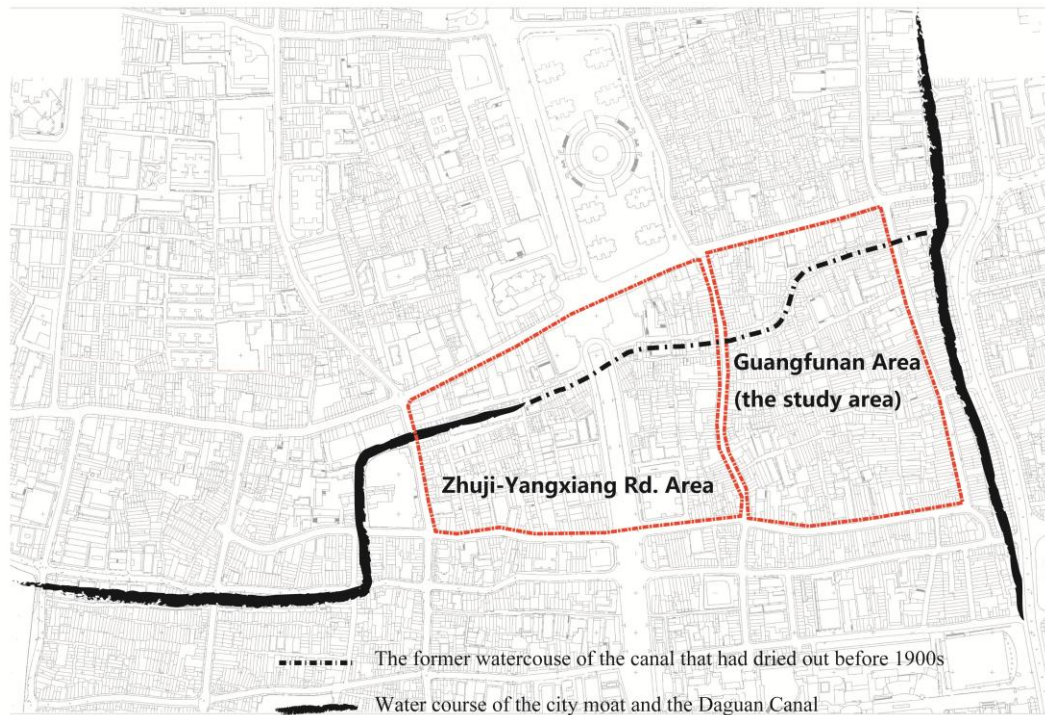 Guangfunan Area
(the study area)
Zhuji-Yangxiang Rd. Area
The former watercouse of the canal that had dried out before 1900s
Water course of the city moat and the Daguan Canal